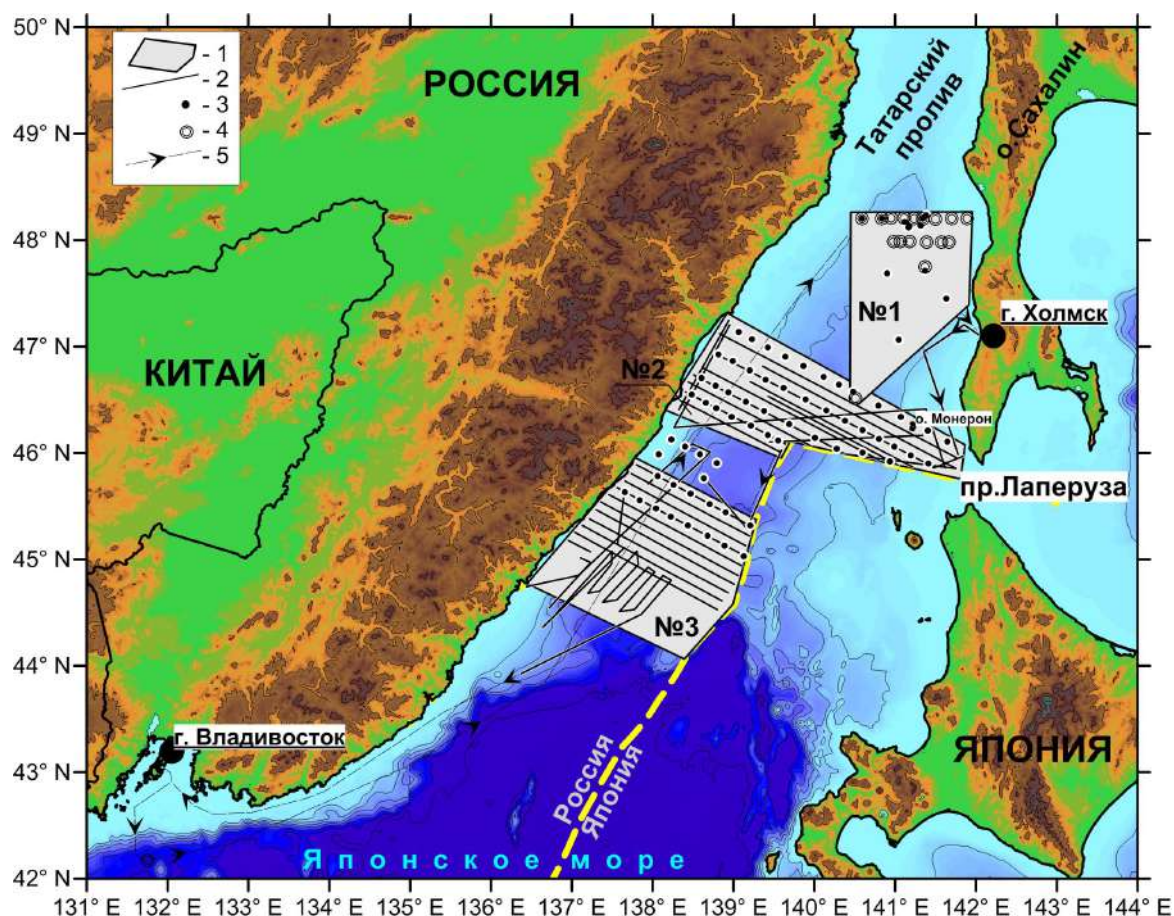 50° N
49° N
48° N
47° N
46° N
45° N
44° N
43° N
42° N
- 1
- 2
- 3
- 4
- 5
РОССИЯ
Татарский
пролив
о.Сахалин
№1
г. Холмск
КИТАЙ
№2
о. Монерон
пр.Лаперуза
№3
г. Владивосток
Россия
Япония
ЯПОНИЯ
Японское море
131° E 132° E 133° E 134° E 135° E 136° E 137° E 138° E 139° E 140° E 141° E 142° E 143° E 144° E